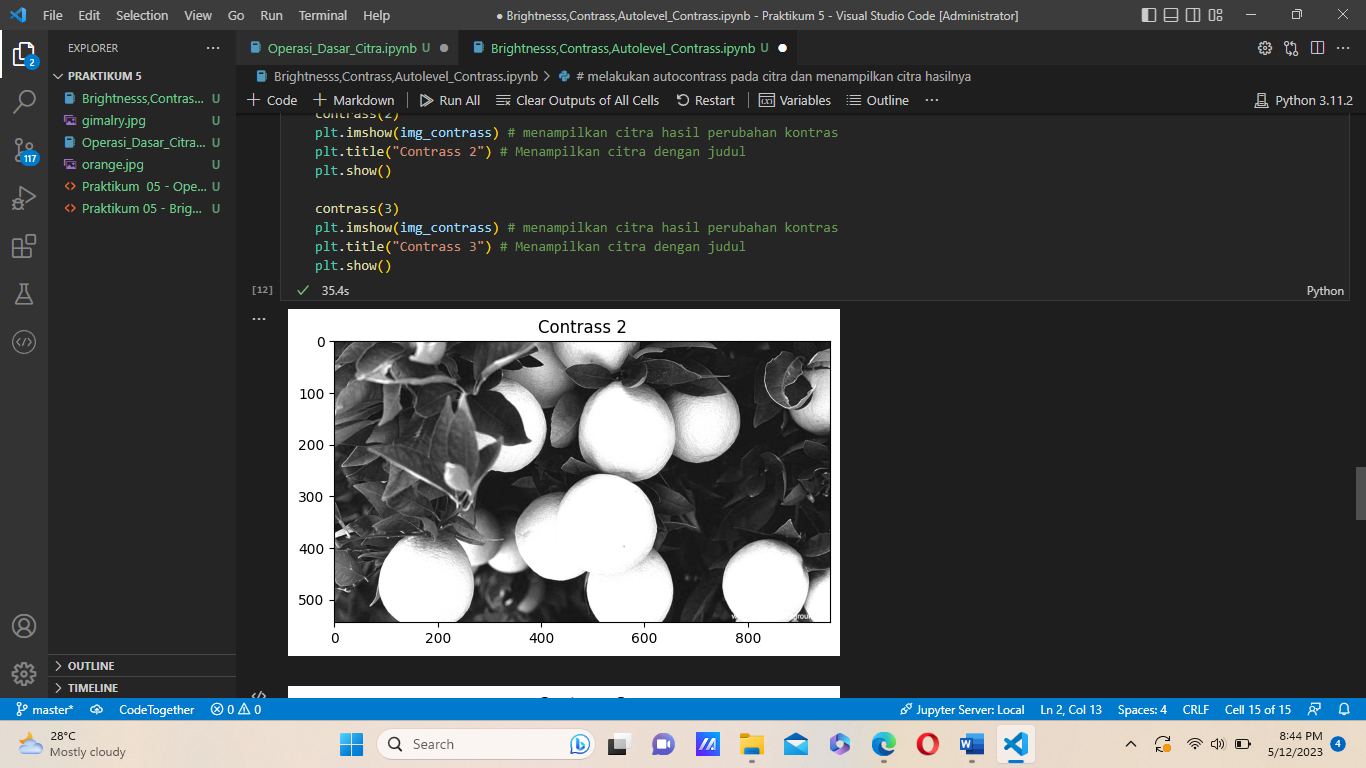 File Edit Selection View Go Run Terminal Help
● Brightnesss,Contrass,Autolevel_Contrass.ipynb - Praktikum 5 - Visual Studio Code [Administrator]
EXPLORER
Operasi_Dasar_Citra.ipynb U
Brightnesss,Contrass,Autolevel_Contrass.ipynb U
2
PRAKTIKUM 5
Brightnesss,Contras... U
gimalry.jpg U
Operasi_Dasar_Citra... U
orange.jpg U
Praktikum 05 - Ope... U
Praktikum 05 - Brig... U
117
Brightnesss,Contrass,Autolevel_Contrass.ipynb > # melakukan autocontrass pada citra dan menampilkan citra hasilnya
+ Code + Markdown Run All Clear Outputs of All Cells Restart Variables Outline ...
Python 3.11.2
contrass(2)
plt.imshow(img_contrass) # menampilkan citra hasil perubahan kontras
plt.title("Contrass 2") # Menampilkan citra dengan judul
plt.show()
contrass(3)
plt.imshow(img_contrass) # menampilkan citra hasil perubahan kontras
plt.title("Contrass 3") # Menampilkan citra dengan judul
plt.show()
[12] 35.4s
Python
Contrass 2
0
100
200
300
400
500
0 200 400 600 800
OUTLINE
TIMELINE
master* CodeTogether 0 0
Jupyter Server: Local Ln 2, Col 13 Spaces: 4 CRLF Cell 15 of 15
28°C
Mostly cloudy
Search
8:44 PM
5/12/2023
4